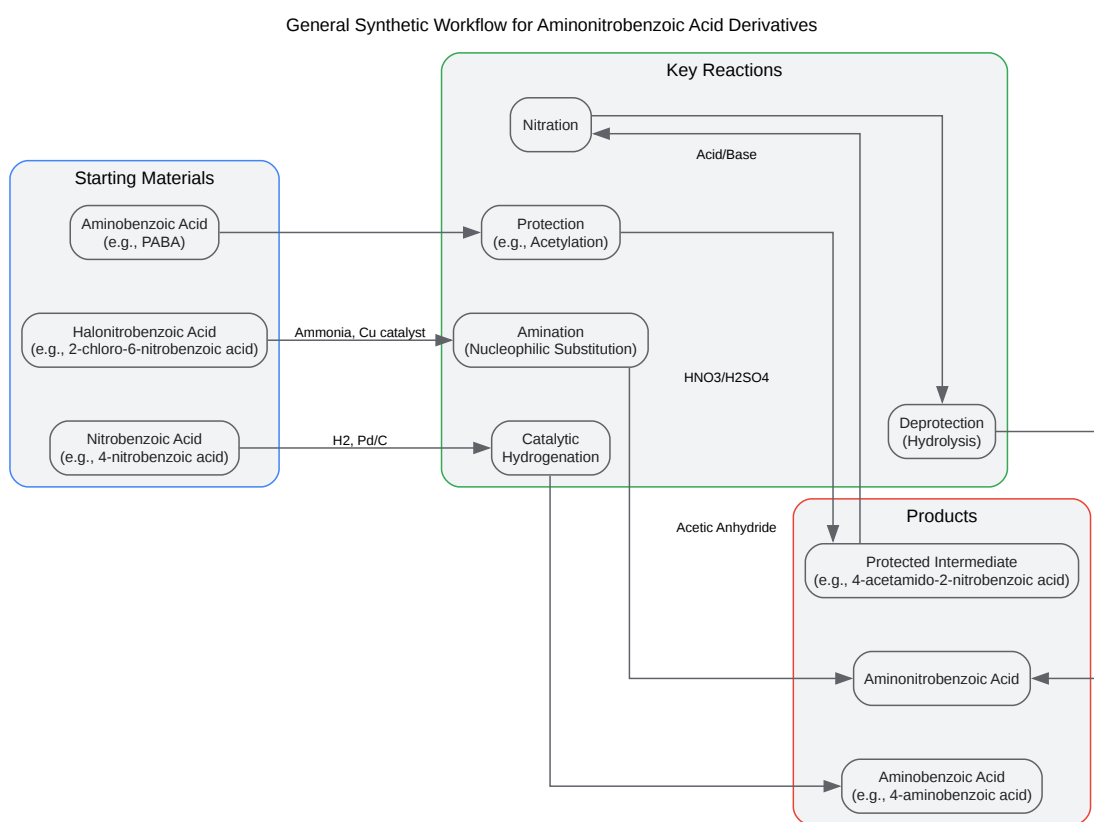 General Synthetic Workflow for Aminonitrobenzoic Acid Derivatives
Key Reactions
Nitration
Acid/Base
Starting Materials
Aminobenzoic Acid
(e.g., PABA)
Protection
(e.g., Acetylation)
Halonitrobenzoic Acid
(e.g., 2-chloro-6-nitrobenzoic acid)
Ammonia, Cu catalyst
Amination
(Nucleophilic Substitution)
HNO3/H2SO4
Deprotection
(Hydrolysis)
Nitrobenzoic Acid
(e.g., 4-nitrobenzoic acid)
H2, Pd/C
Catalytic
Hydrogenation
Products
Acetic Anhydride
Protected Intermediate
(e.g., 4-acetamido-2-nitrobenzoic acid)
Aminonitrobenzoic Acid
Aminobenzoic Acid
(e.g., 4-aminobenzoic acid)